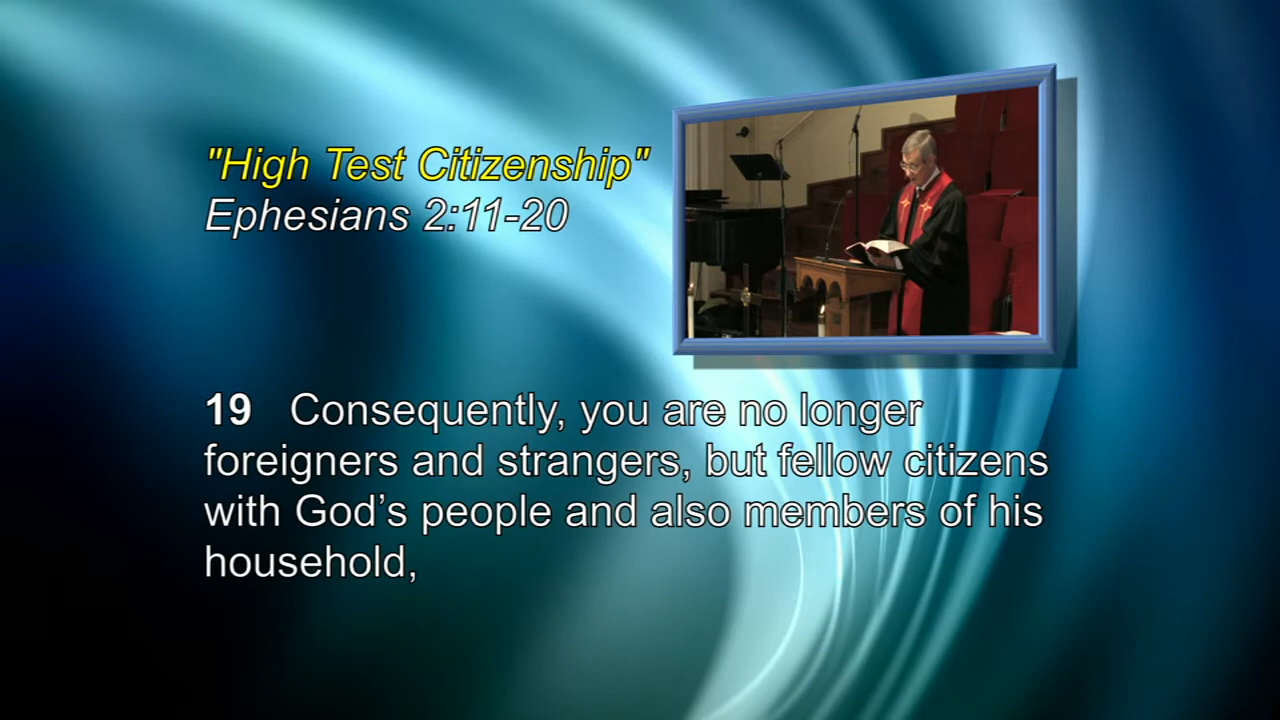 "High Test Citizenship"
Ephesians 2:11-20
19 Consequently, you are no longer
foreigners and strangers, but fellow citizens
with God’s people and also members of his
household,